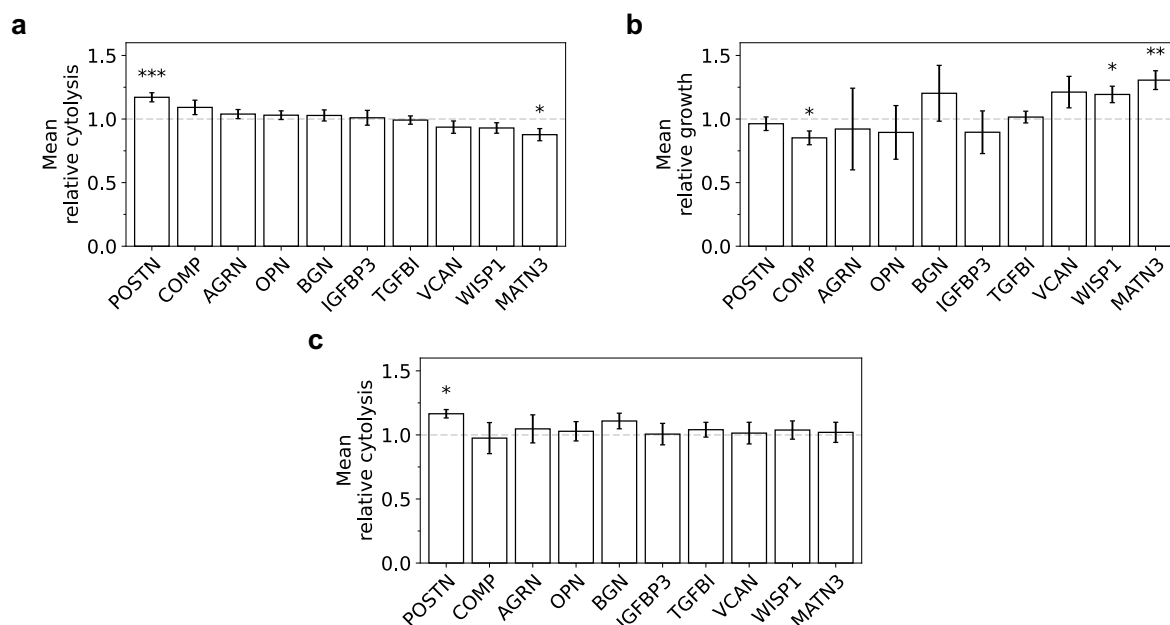 a
1.5
1.0
0.5
0.0
Mean
relative cytolysis
***
*
POSTN
COMP
AGRN
OPN
BGN
IGFBP3
TGFBI
VCAN
WISP1
MATN3
b
1.5
1.0
0.5
0.0
Mean
relative growth
*
*
**
POSTN
COMP
AGRN
OPN
BGN
IGFBP3
TGFBI
VCAN
WISP1
MATN3
c
1.5
1.0
0.5
0.0
Mean
relative cytolysis
*
POSTN
COMP
AGRN
OPN
BGN
IGFBP3
TGFBI
VCAN
WISP1
MATN3